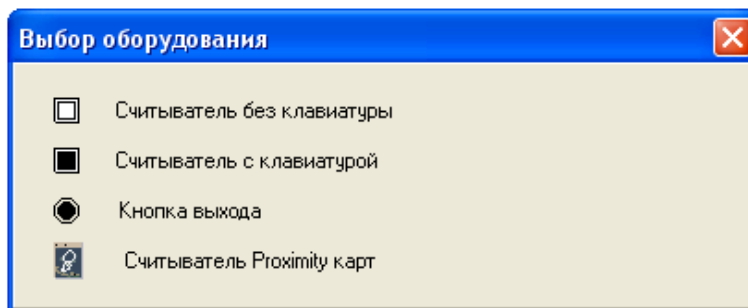 Выбор оборудования
Считыватель без клавиатуры
Считыватель с клавиатурой
Кнопка выхода
Считыватель Proximity карт